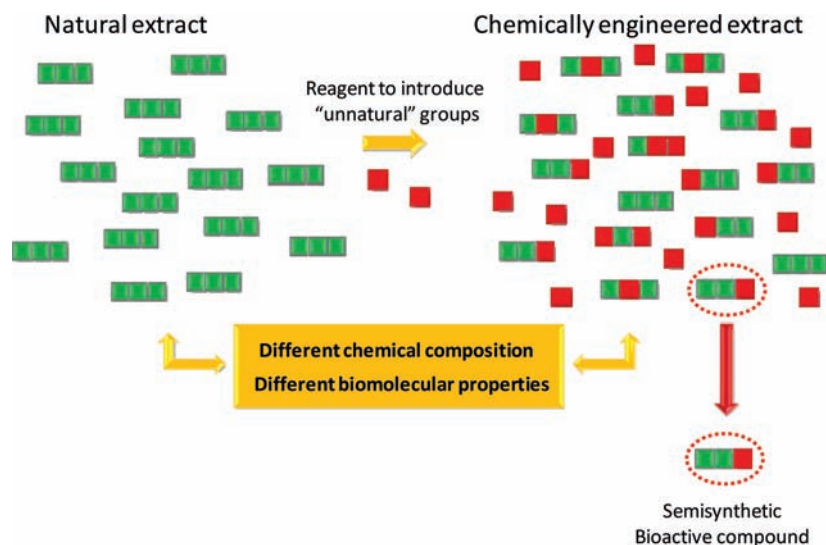 Natural extract
Chemically engineered extract
Reagent to introduce
“unnatural” groups
Different chemical composition
Different biomolecular properties
Semisynthetic
Bioactive compound